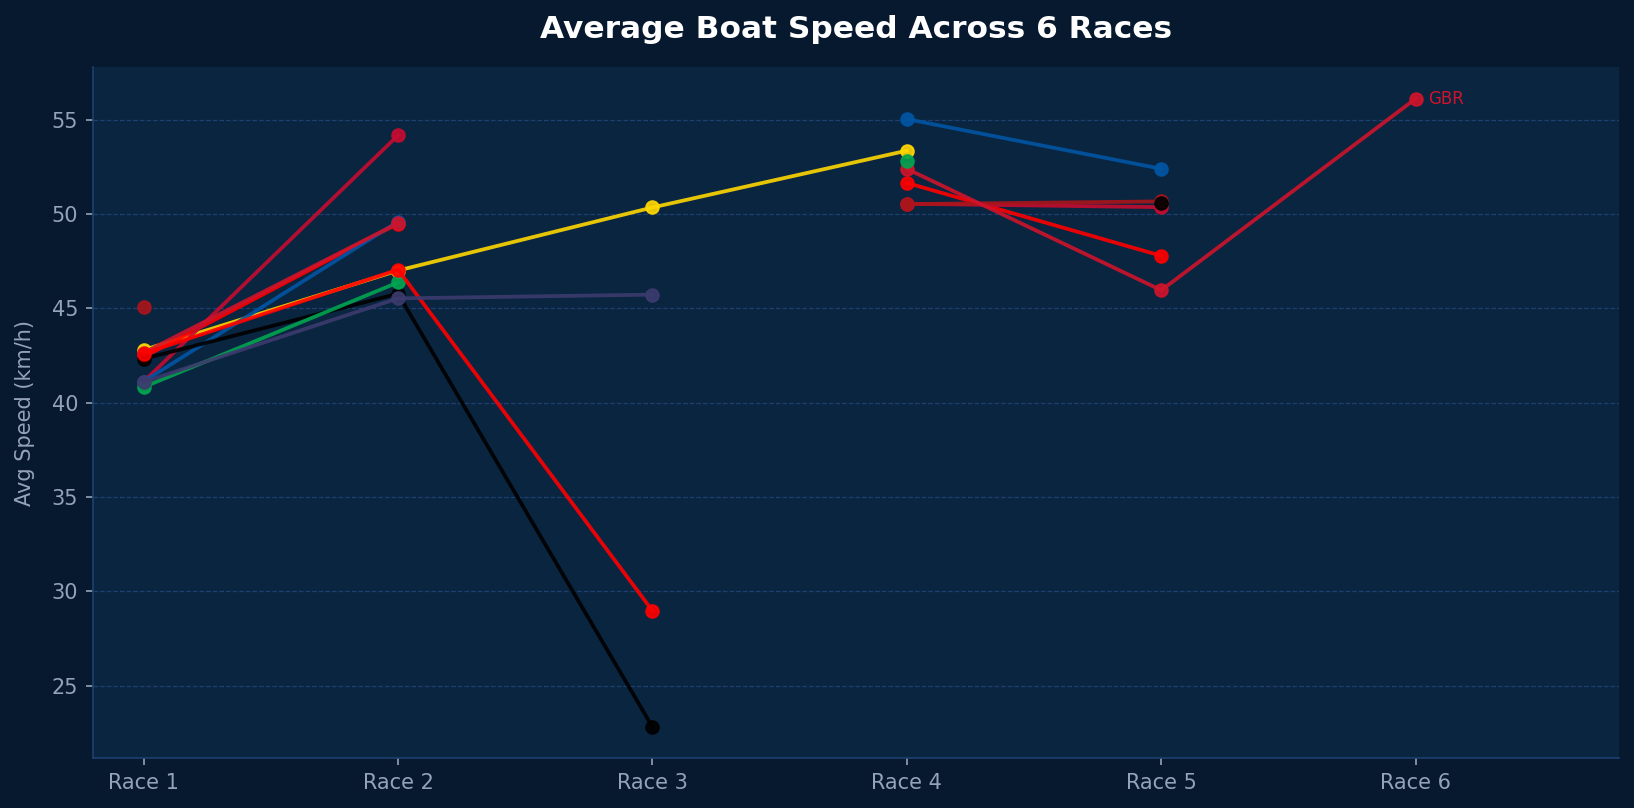 Average Boat Speed Across 6 Races
GBR
55
50
45
40
35
30
25
Avg Speed (km/h)
Race 1
Race 2
Race 3
Race 4
Race 5
Race 6